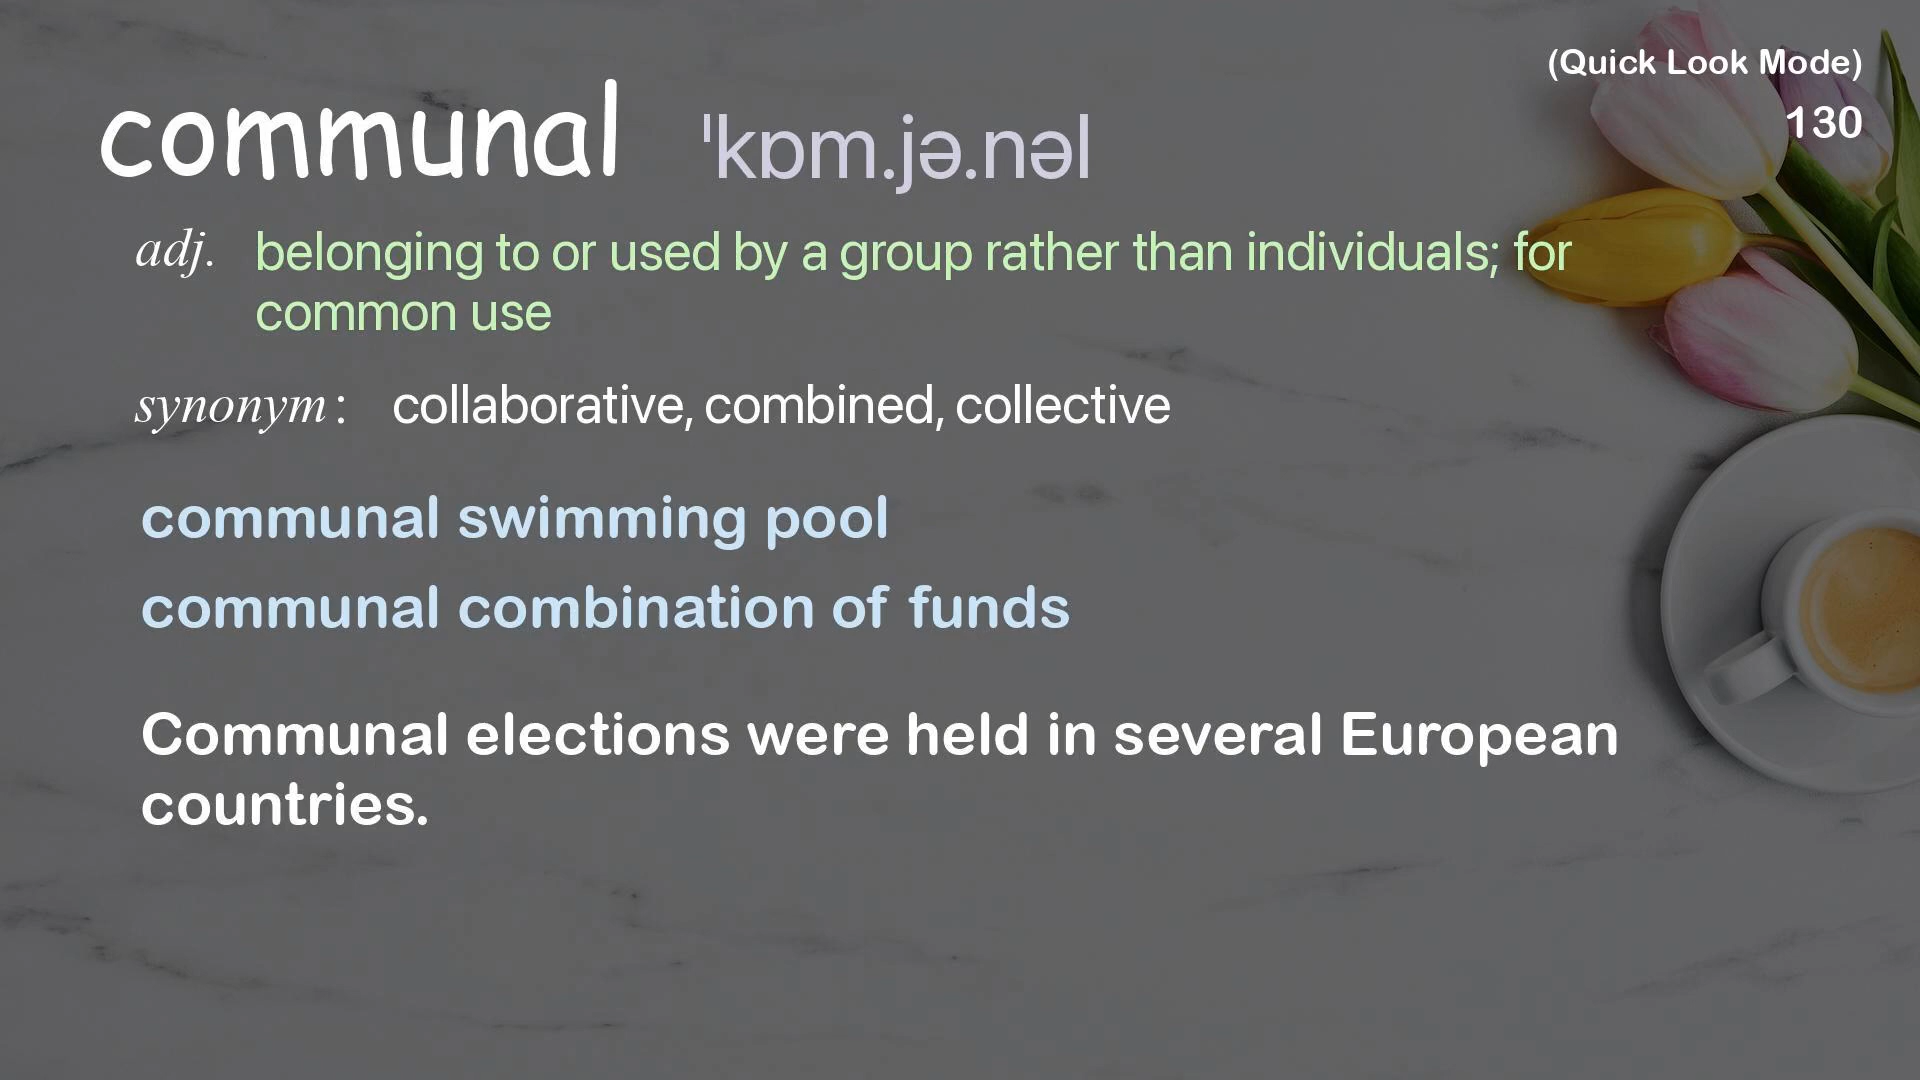 (Quick Look Mode)
130
communal ˈkɒm.jə.nəl
adj. belonging to or used by a group rather than individuals; for
common use
synonym : collaborative, combined, collective
communal swimming pool
communal combination of funds
Communal elections were held in several European
countries.